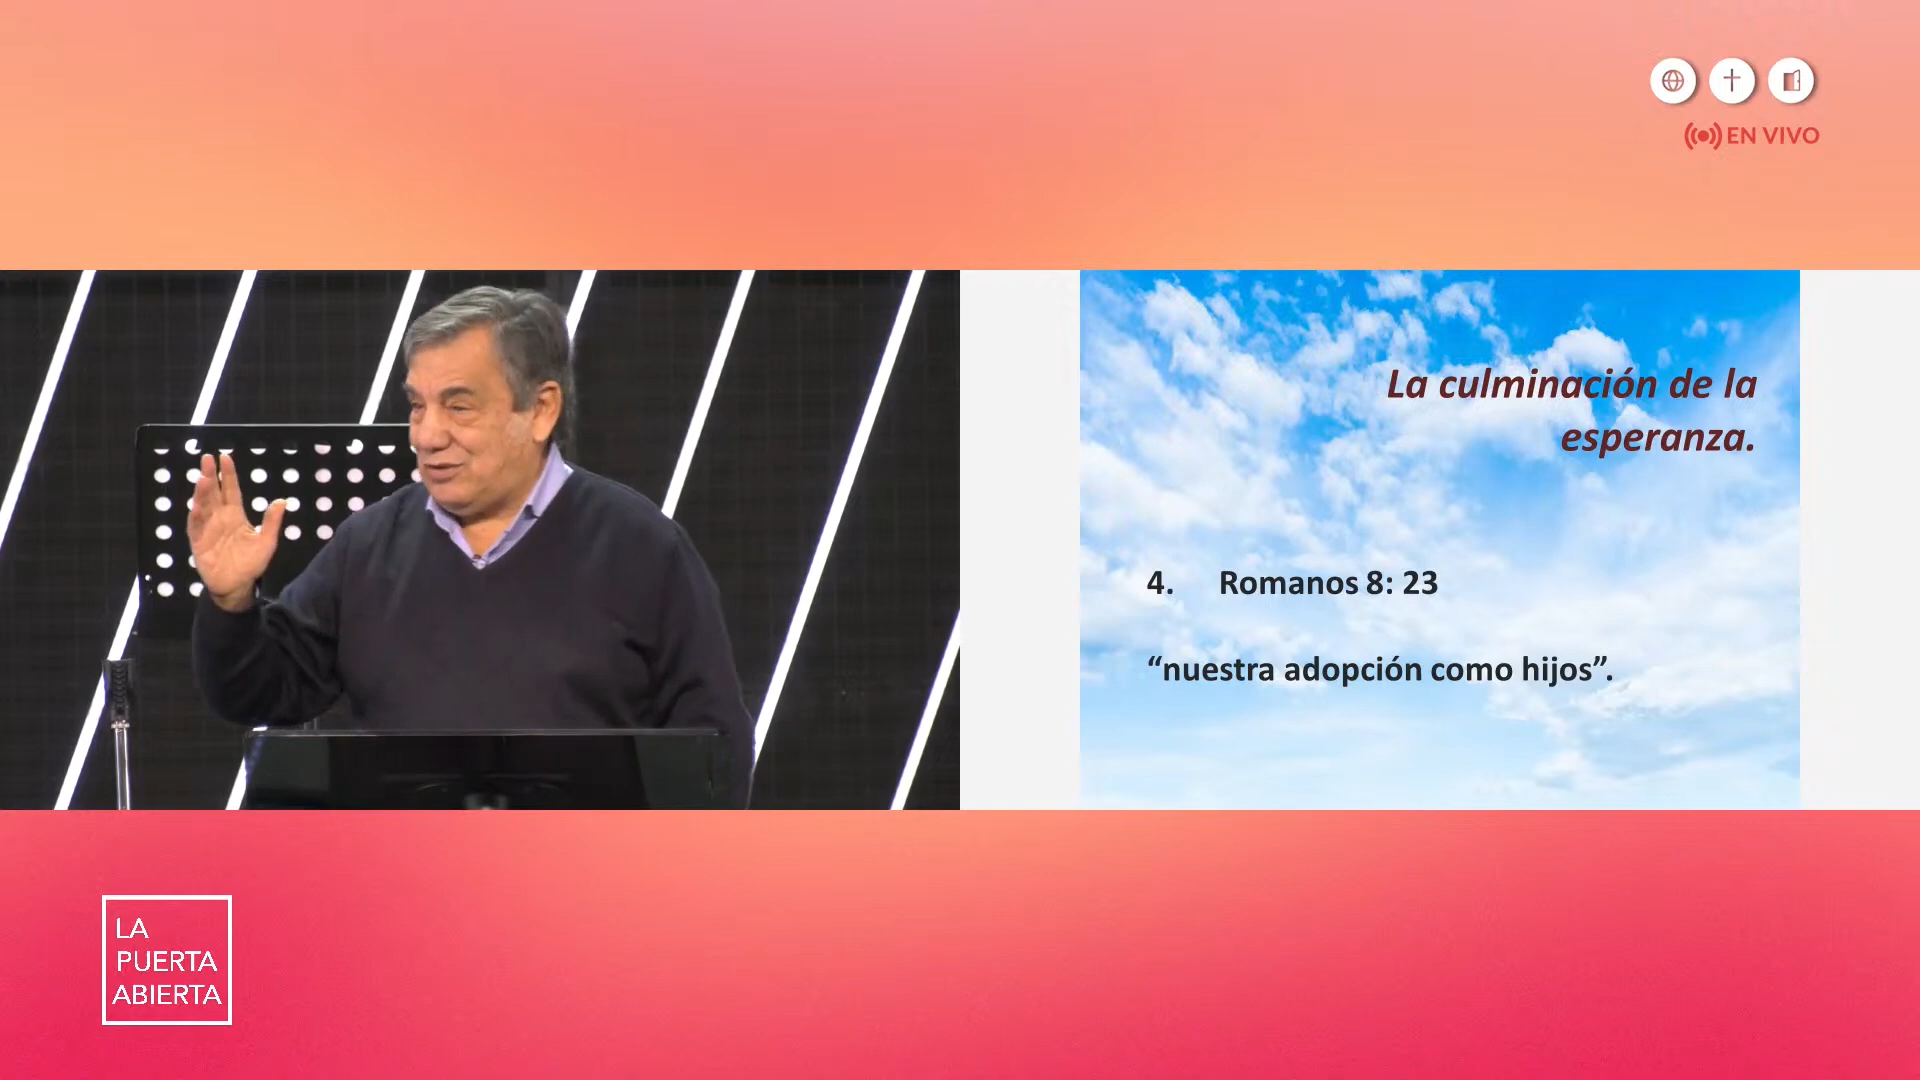 EN VIVO
La culminación de la
esperanza.
4. Romanos 8: 23
“nuestra adopción como hijos”.
LA
PUERTA
ABIERTA